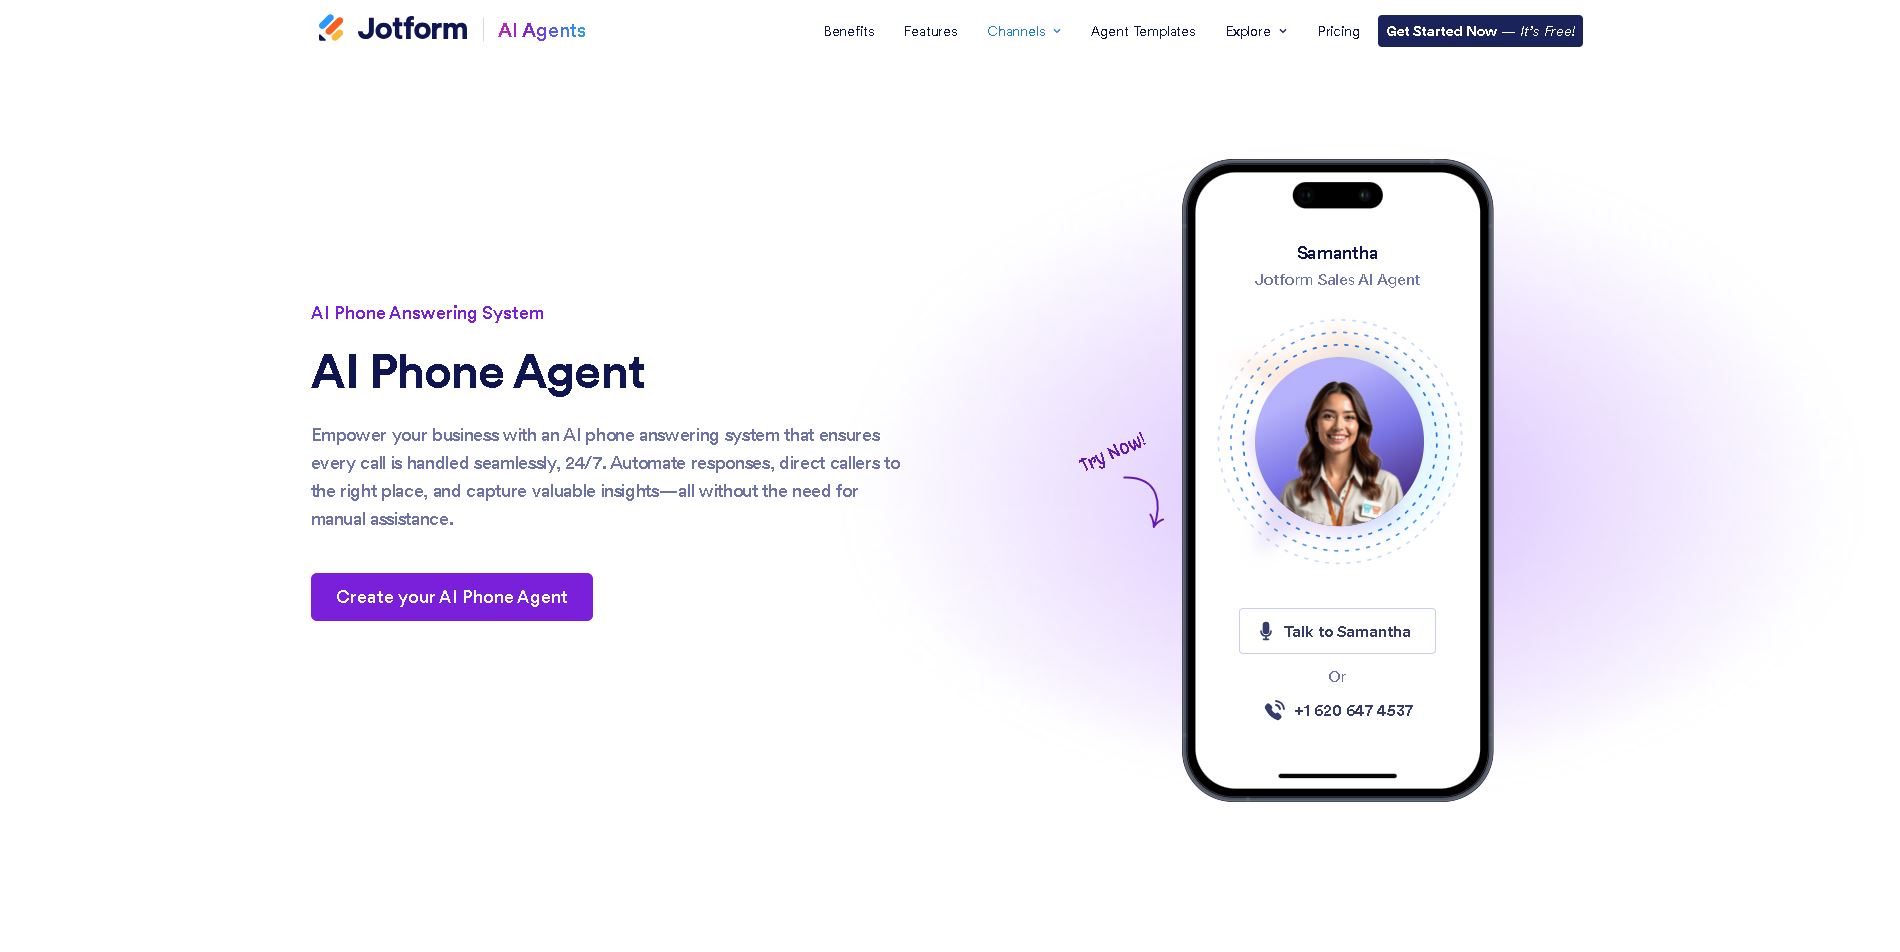 Jotform AI Agents
Benefits Features Channels Agent Templates Explore Pricing Get Started Now — It's Free!
AI Phone Answering System
AI Phone Agent
Empower your business with an AI phone answering system that ensures
every call is handled seamlessly, 24/7. Automate responses, direct callers to
the right place, and capture valuable insights—all without the need for
manual assistance.
Create your AI Phone Agent
Try Now!
Samantha
Jotform Sales AI Agent
Talk to Samantha
Or
+1 620 647 4537